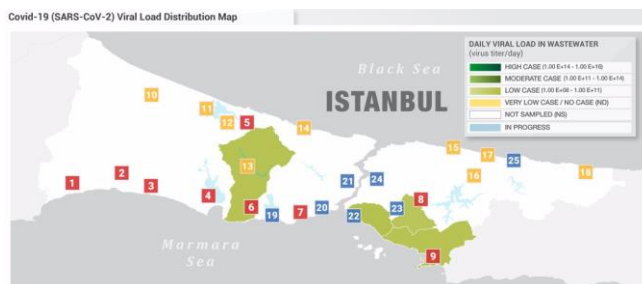 Covid-19 (SARS-CoV-2) Viral Load Distribution Map
DAILY VIRAL LOAD IN WASTEWATER
(virus titer/day)
HIGH CASE (1.00 E+14 - 1.00 E+16)
MODERATE CASE (1.00 E+11 - 1.00 E+14)
LOW CASE (1.00 E+08 - 1.00 E+11)
VERY LOW CASE / NO CASE (ND)
NOT SAMPLED (NS)
IN PROGRESS
Black Sea
ISTANBUL
10
11
12
5
14
15
17
25
13
16
18
1
2
3
4
6
19
7
20
21
24
22
23
8
9
Marmara
Sea